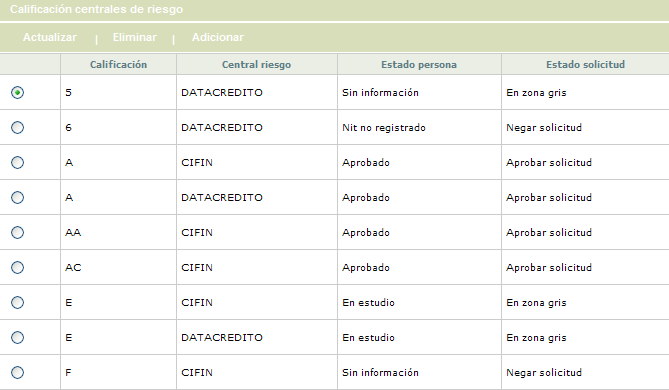 Calificación centrales de riesgo
Actualizar | Eliminar | Adicionar
Calificación Central riesgo Estado persona Estado solicitud
5 DATACREDITO Sin información En zona gris
6 DATACREDITO Nit no registrado Negar solicitud
A CIFIN Aprobado Aprobar solicitud
A DATACREDITO Aprobado Aprobar solicitud
AA CIFIN Aprobado Aprobar solicitud
AC CIFIN Aprobado Aprobar solicitud
E CIFIN En estudio En zona gris
E DATACREDITO En estudio En zona gris
F CIFIN Sin información Negar solicitud